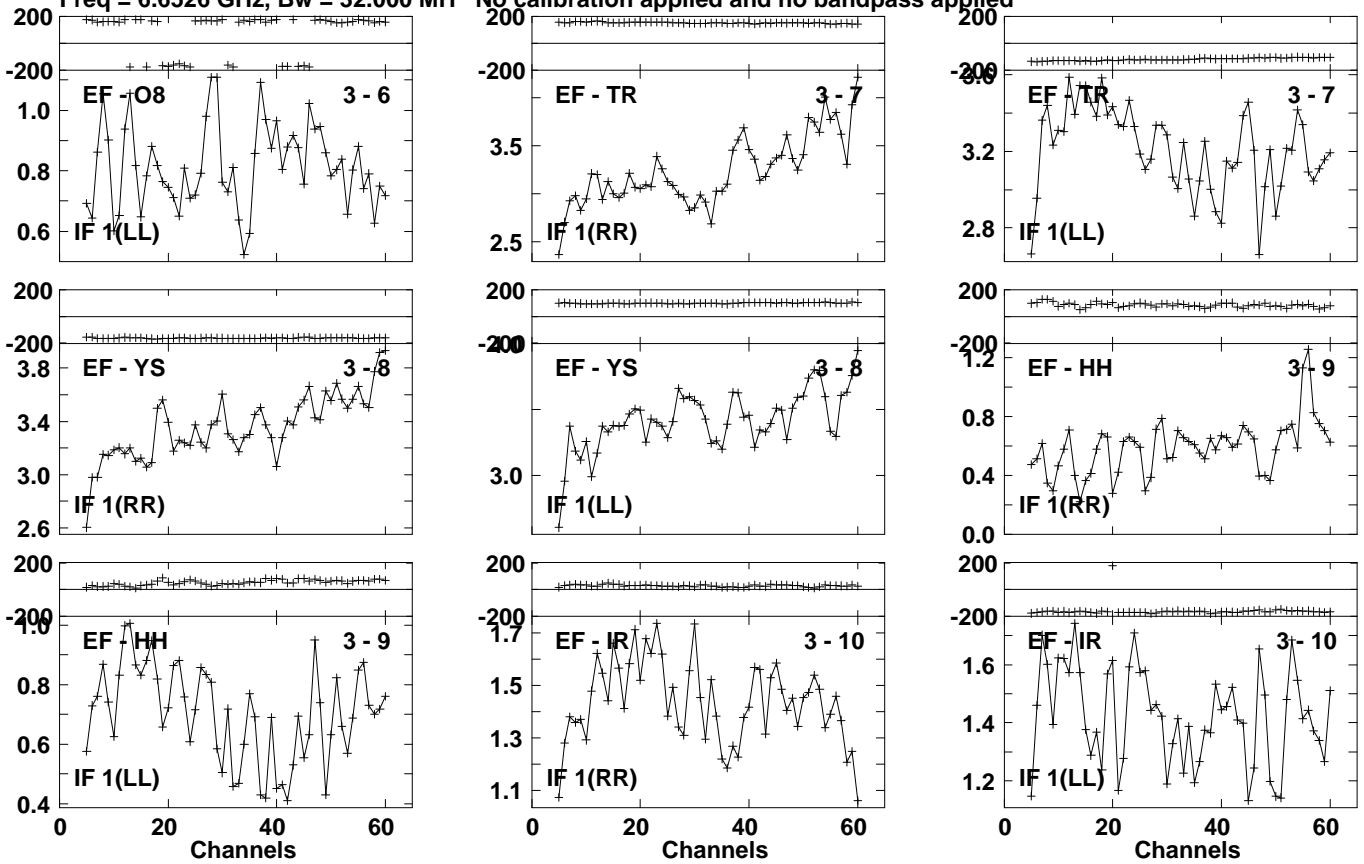 Freq = 6.6526 GHz, Bw = 32.000 MH No calibration applied and no bandpass applied
200
-200
EF - O8 3 - 6
1.0
0.8
0.6
IF 1(LL)
200
-200
EF - TR 3 - 7
3.5
2.5
IF 1(RR)
200
-200
3.6
EF - TR 3 - 7
3.2
2.8
IF 1(LL)
200
-200
EF - YS 3 - 8
3.8
3.4
3.0
2.6
IF 1(RR)
200
-200
4.0
EF - YS 3 - 8
3.0
IF 1(LL)
200
-200
1.2
EF - HH 3 - 9
0.8
0.4
0.0
IF 1(RR)
200
-200
1.0
EF - HH 3 - 9
0.8
0.6
0.4
IF 1(LL)
0 20 40 60
Channels
200
-200
1.7
EF - IR 3 - 10
1.5
1.3
1.1
IF 1(RR)
0 20 40 60
Channels
200
-200
EF - IR 3 - 10
1.6
1.4
1.2
IF 1(LL)
0 20 40 60
Channels